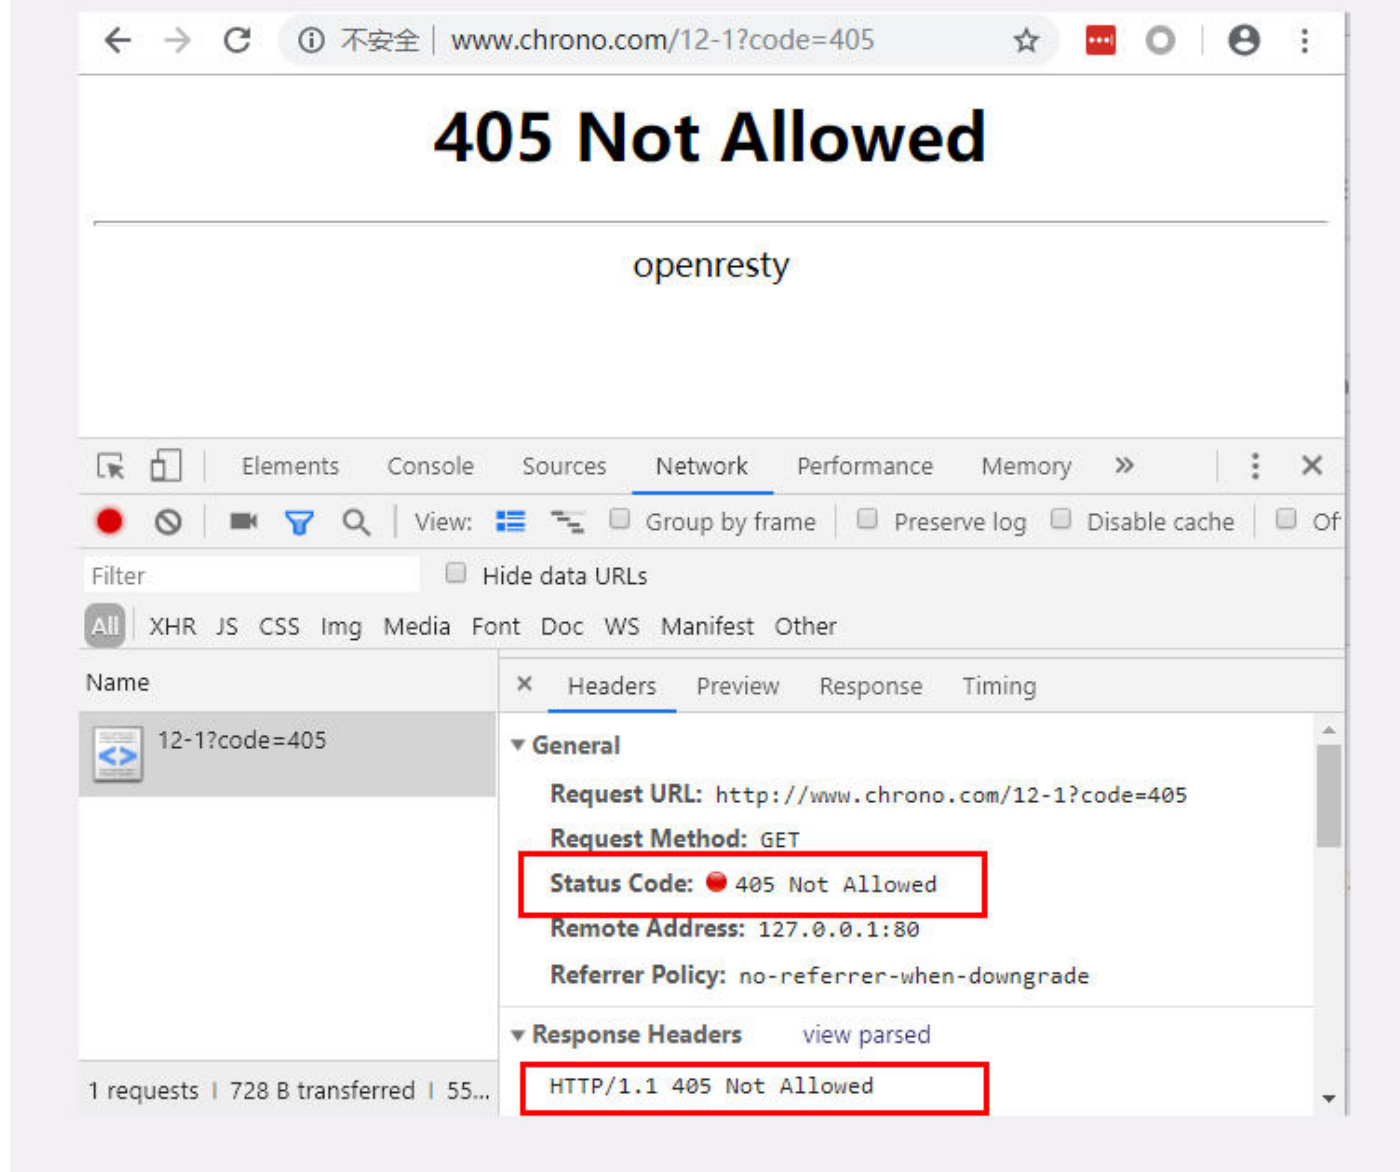 不安全 | www.chrono.com/12-1?code=405
405 Not Allowed
openresty
Elements Console Sources Network Performance Memory »
View: Group by frame Preserve log Disable cache Of
Filter Hide data URLs
All XHR JS CSS Img Media Font Doc WS Manifest Other
Name
12-1?code=405
× Headers Preview Response Timing
▼ General
Request URL: http://www.chrono.com/12-1?code=405
Request Method: GET
Status Code: 405 Not Allowed
Remote Address: 127.0.0.1:80
Referrer Policy: no-referrer-when-downgrade
▼ Response Headers view parsed
HTTP/1.1 405 Not Allowed
1 requests | 728 B transferred | 55...